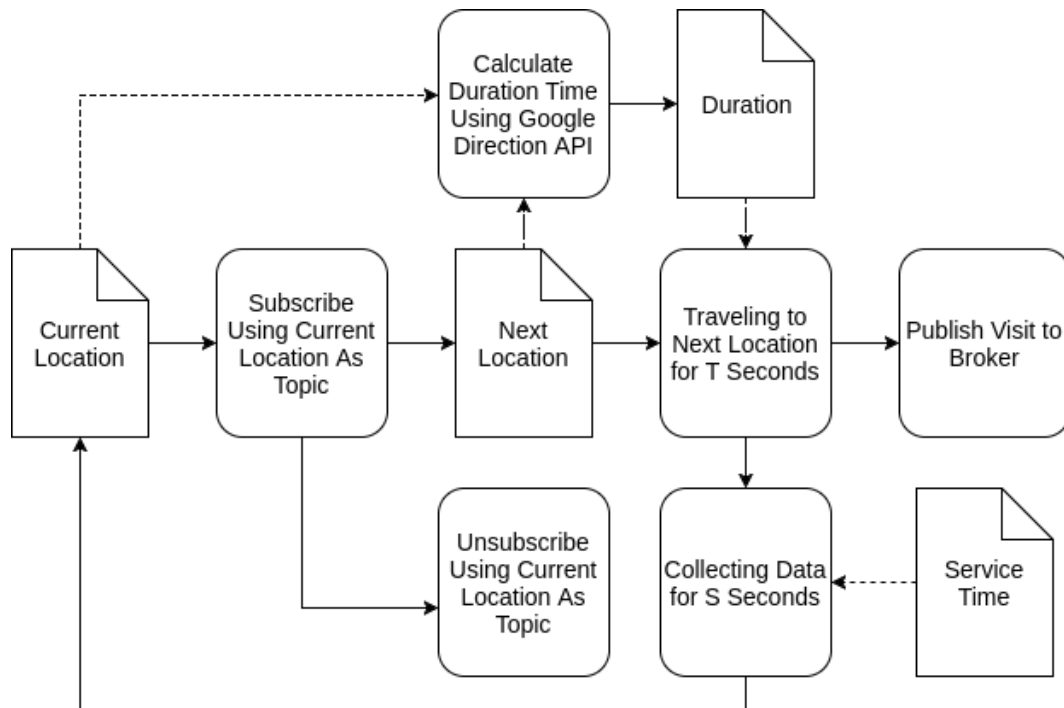 Calculate
Duration Time
Using Google
Direction API
Duration
Current
Location
Subscribe
Using Current
Location As
Topic
Next
Location
Traveling to
Next Location
for T Seconds
Publish Visit to
Broker
Unsubscribe
Using Current
Location As
Topic
Collecting Data
for S Seconds
Service
Time